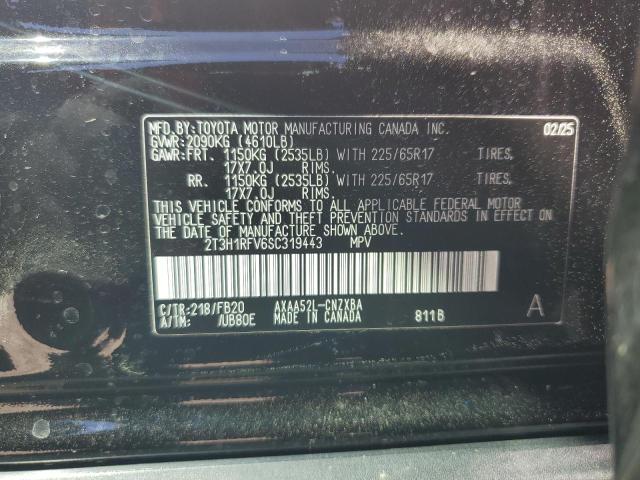 MFD.BY:TOYOTA MOTOR MANUFACTURING CANADA INC. 02/25
GVWR:2090KG (4610LB)
GAWR:FRT. 1150KG (2535LB) WITH 225/65R17 TIRES,
17X7.0J RIMS.
RR. 1150KG (2535LB) WITH 225/65R17 TIRES,
17X7.0J RIMS.
THIS VEHICLE CONFORMS TO ALL APPLICABLE FEDERAL MOTOR
VEHICLE SAFETY AND THEFT PREVENTION STANDARDS IN EFFECT ON
THE DATE OF MANUFACTURE SHOWN ABOVE.
2T3H1RFV6SC319443 MPV
C/TR:218/FB20 AXAA52L-CNZXBA A
A/TM: /UB80E MADE IN CANADA 811B